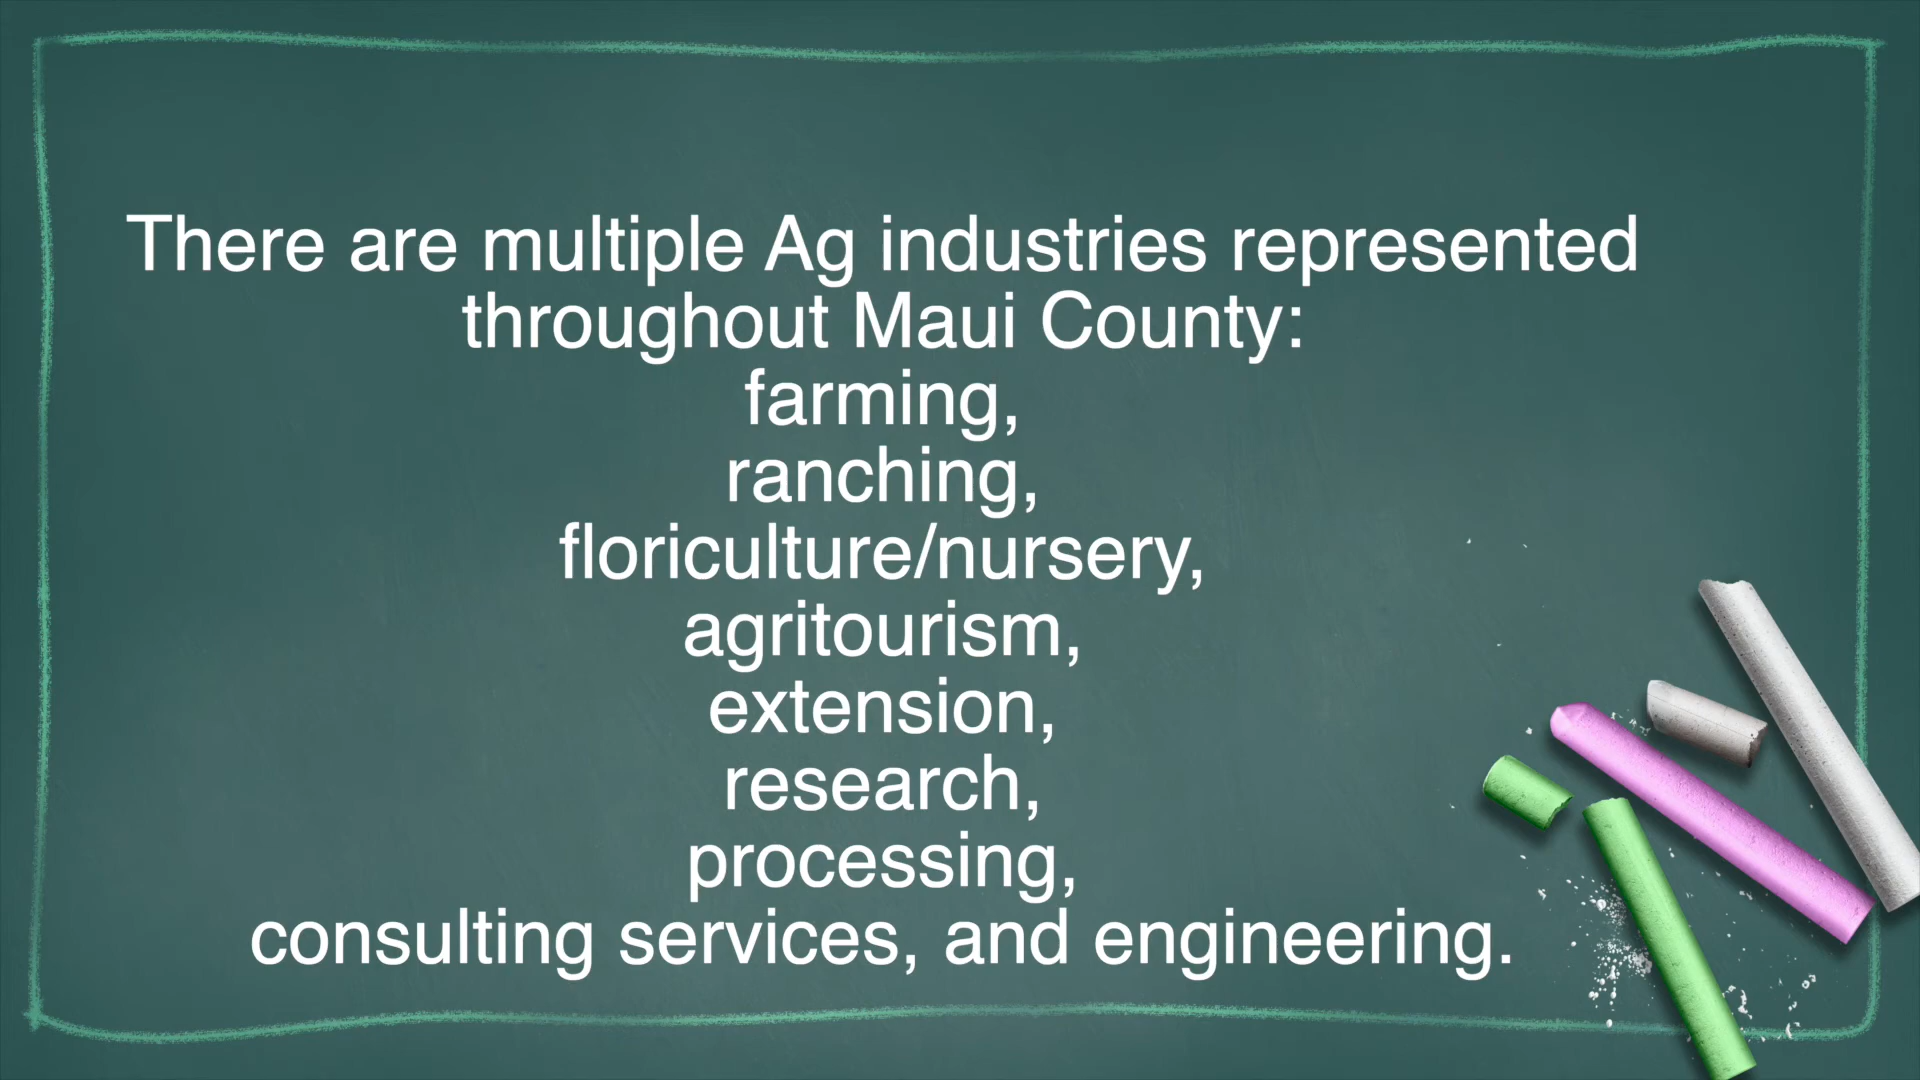 There are multiple Ag industries represented
throughout Maui County:
farming,
ranching,
floriculture/nursery,
agritourism,
extension,
research,
processing,
consulting services, and engineering.